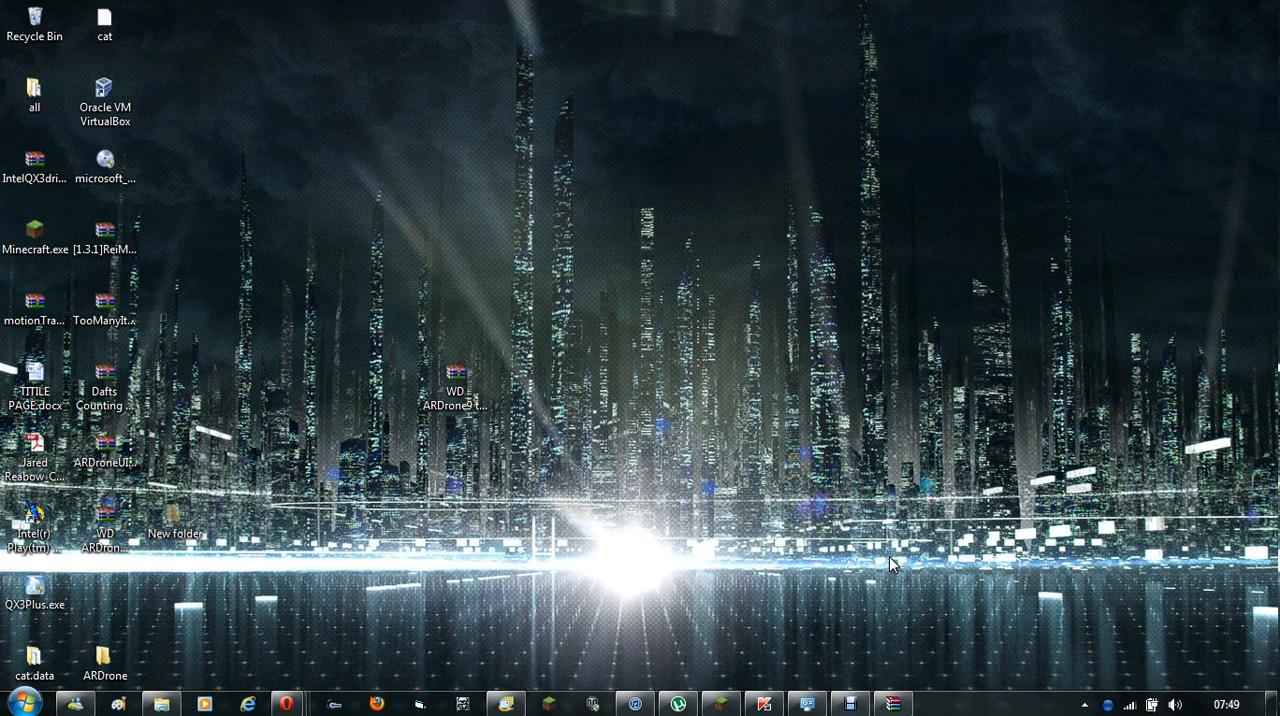 Recycle Bin
cat
all
Oracle VM
VirtualBox
IntelQX3dri...
microsoft_...
Minecraft.exe
[1.3.1]ReiM...
motionTra...
TooManyIt...
TITILE
PAGE.docx
Dafts
Counting ...
WD
ARDrone9 t...
Jared
Reabow C...
ARDroneUI...
Intel(r)
Play(tm) ...
WD
ARDron...
New folder
QX3Plus.exe
cat.data
ARDrone
07:49